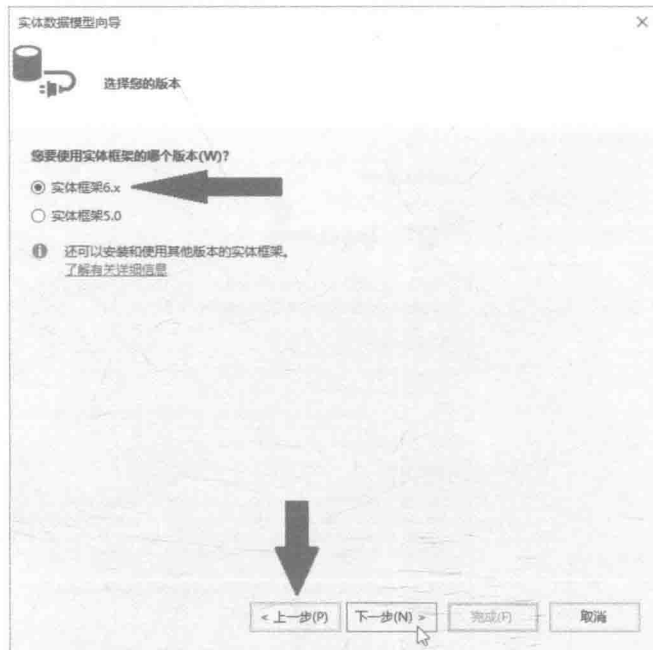 实体数据模型向导
选择您的版本
您要使用实体框架的哪个版本(W)?
实体框架6.x
实体框架5.0
还可以安装和使用其他版本的实体框架。
了解有关详细信息
< 上一步(P)
下一步(N) >
完成(F)
取消